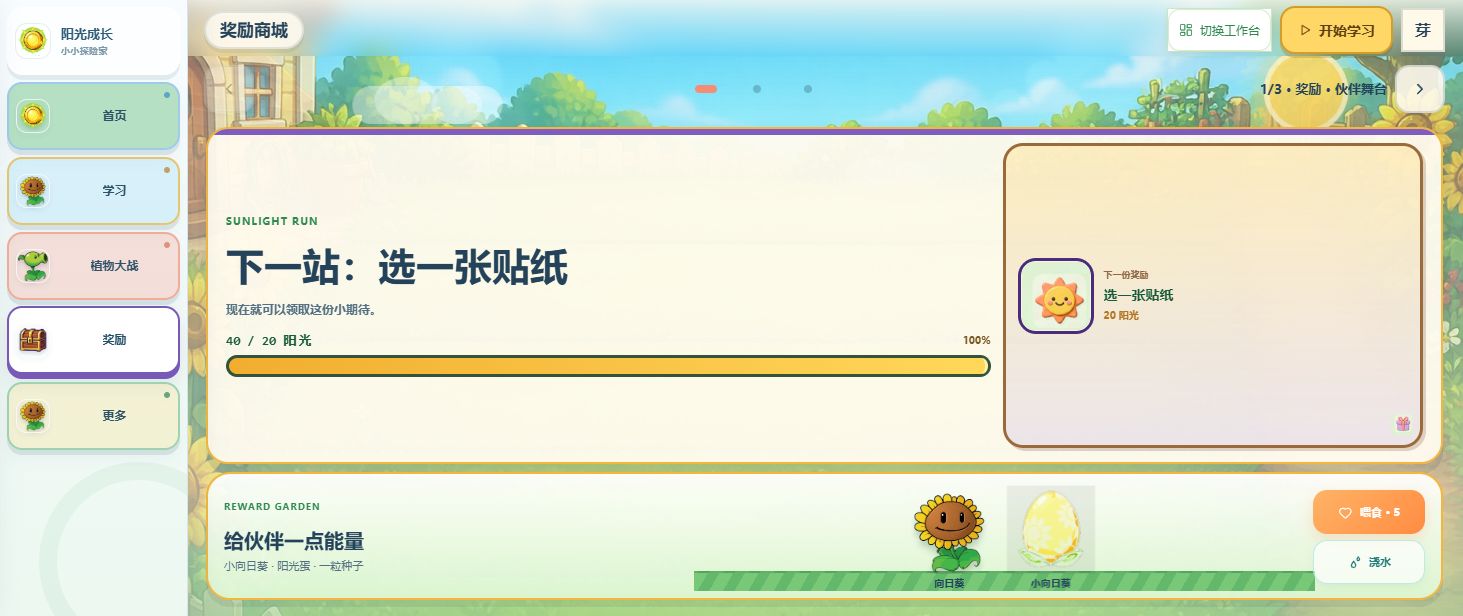 阳光成长
小小探险家
首页
学习
植物大战
奖励
更多
奖励商城
切换工作台
开始学习
芽
1/3 • 奖励 • 伙伴舞台
SUNLIGHT RUN
下一站：选一张贴纸
现在就可以领取这份小期待。
40 / 20 阳光
100%
下一份奖励
选一张贴纸
20 阳光
REWARD GARDEN
给伙伴一点能量
小向日葵 · 阳光蛋 · 一粒种子
向日葵
小向日葵
喂食 • 5
浇水